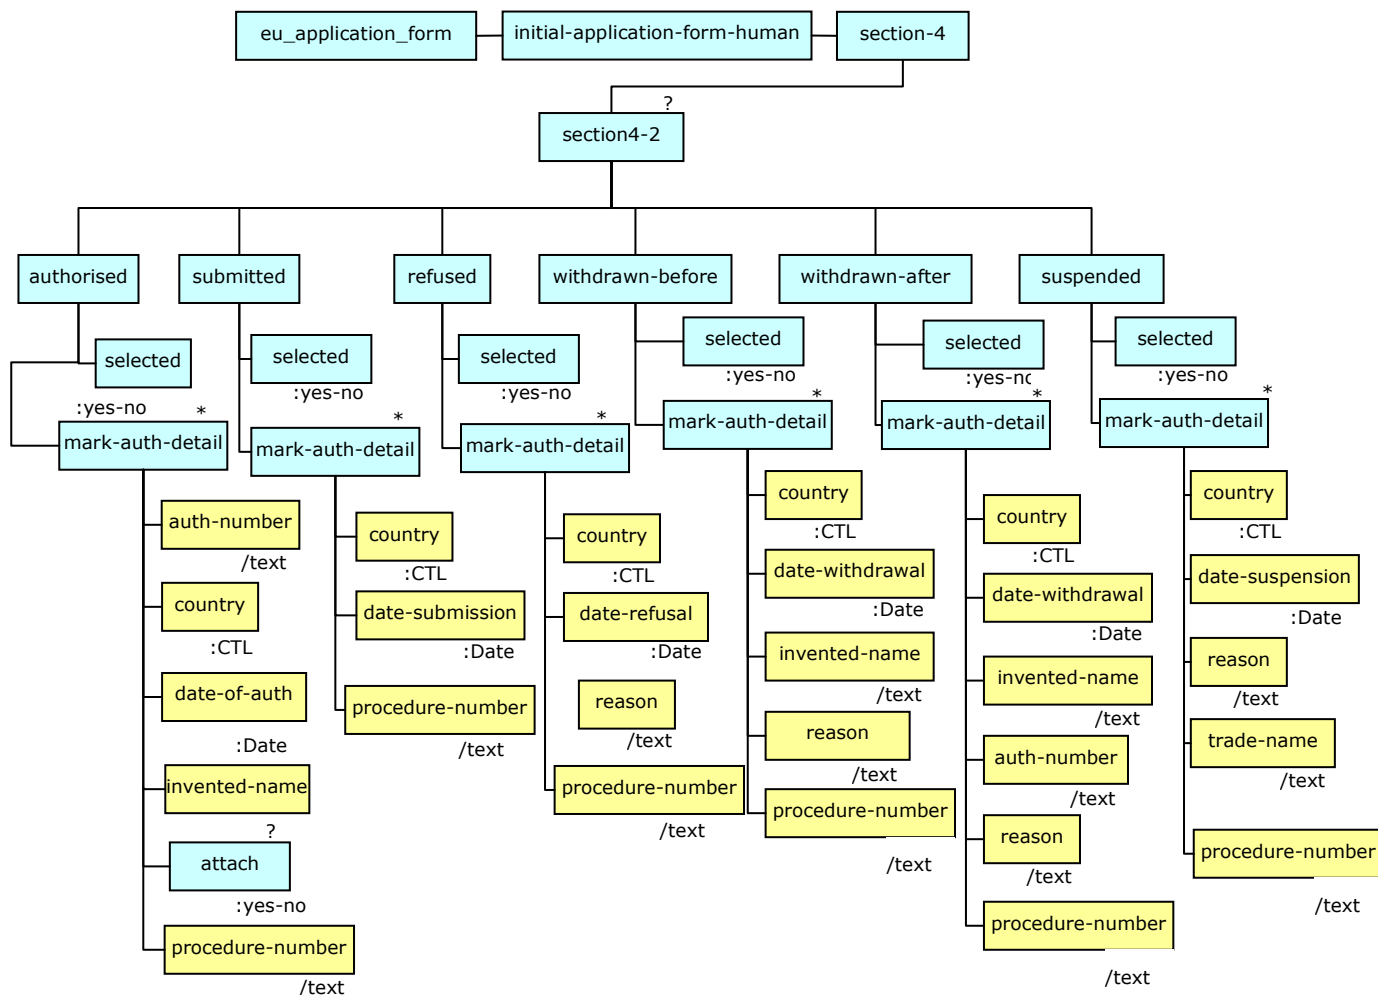 eu_application_form
initial-application-form-human
section-4
?
section4-2
authorised
submitted
refused
withdrawn-before
withdrawn-after
suspended
selected
:yes-no
*
mark-auth-detail
auth-number
/text
country
:CTL
date-of-auth
:Date
invented-name
?
attach
:yes-no
procedure-number
/text
selected
:yes-no
*
mark-auth-detail
country
:CTL
date-submission
:Date
procedure-number
/text
selected
:yes-no
*
mark-auth-detail
country
:CTL
date-refusal
:Date
reason
/text
procedure-number
/text
selected
:yes-no
*
mark-auth-detail
country
:CTL
date-withdrawal
:Date
invented-name
/text
reason
/text
procedure-number
/text
selected
:yes-no
*
mark-auth-detail
country
:CTL
date-withdrawal
:Date
invented-name
/text
auth-number
/text
reason
/text
procedure-number
/text
selected
:yes-no
*
mark-auth-detail
country
:CTL
date-suspension
:Date
reason
/text
trade-name
/text
procedure-number
/text